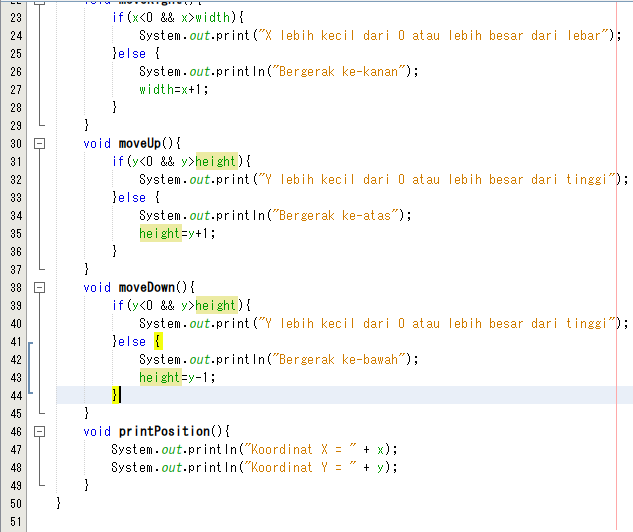 22 void moveRight(){
23 if(x<0 && x>width){
24 System.out.print("X lebih kecil dari 0 atau lebih besar dari lebar");
25 }else {
26 System.out.println("Bergerak ke-kanan");
27 width=x+1;
28 }
29 }
30 void moveUp(){
31 if(y<0 && y>height){
32 System.out.print("Y lebih kecil dari 0 atau lebih besar dari tinggi");
33 }else {
34 System.out.println("Bergerak ke-atas");
35 height=y+1;
36 }
37 }
38 void moveDown(){
39 if(y<0 && y>height){
40 System.out.print("Y lebih kecil dari 0 atau lebih besar dari tinggi");
41 }else {
42 System.out.println("Bergerak ke-bawah");
43 height=y-1;
44 }
45 }
46 void printPosition(){
47 System.out.println("Koordinat X = " + x);
48 System.out.println("Koordinat Y = " + y);
49 }
50 }
51